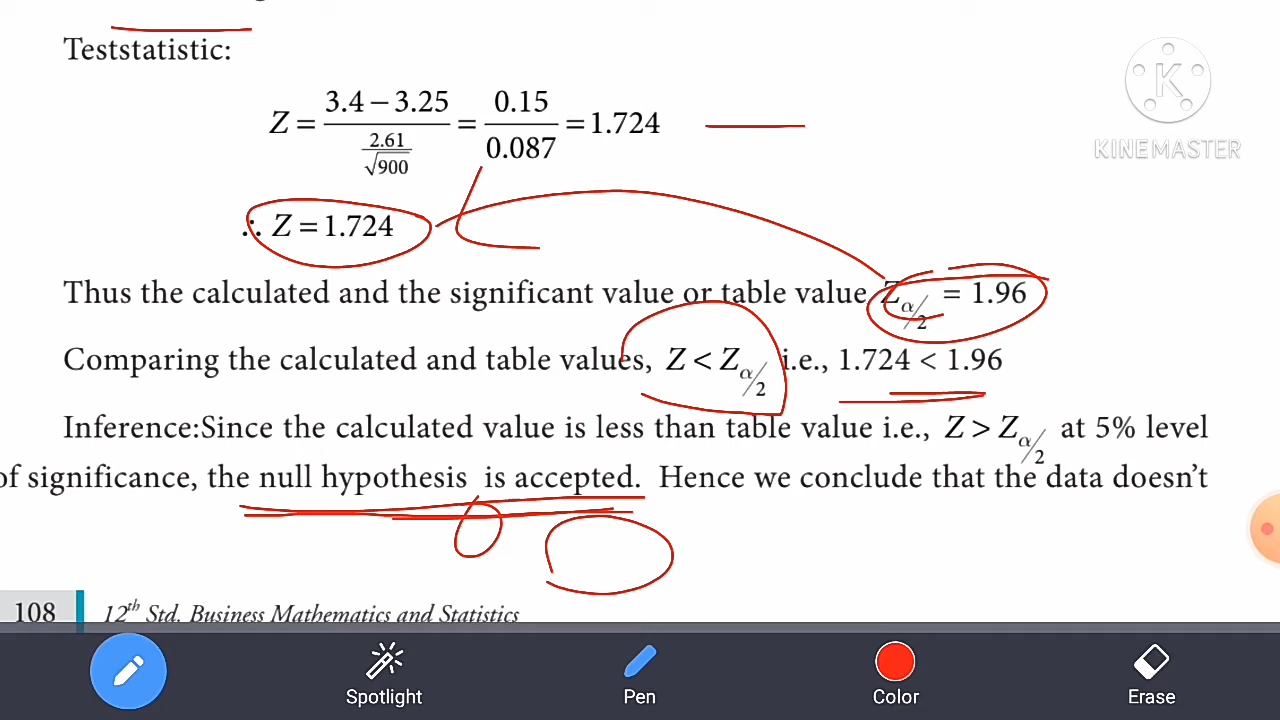 Teststatistic:
KINEMASTER
Z = (3.4 − 3.25) / (2.61/√900) = 0.15/0.087 = 1.724
∴ Z = 1.724
Thus the calculated and the significant value or table value Z α/2 = 1.96
Comparing the calculated and table values, Z < Z α/2 i.e., 1.724 < 1.96
Inference:Since the calculated value is less than table value i.e., Z > Z α/2 at 5% level
of significance, the null hypothesis is accepted. Hence we conclude that the data doesn't
108 12th Std. Business Mathematics and Statistics
Spotlight Pen Color Erase